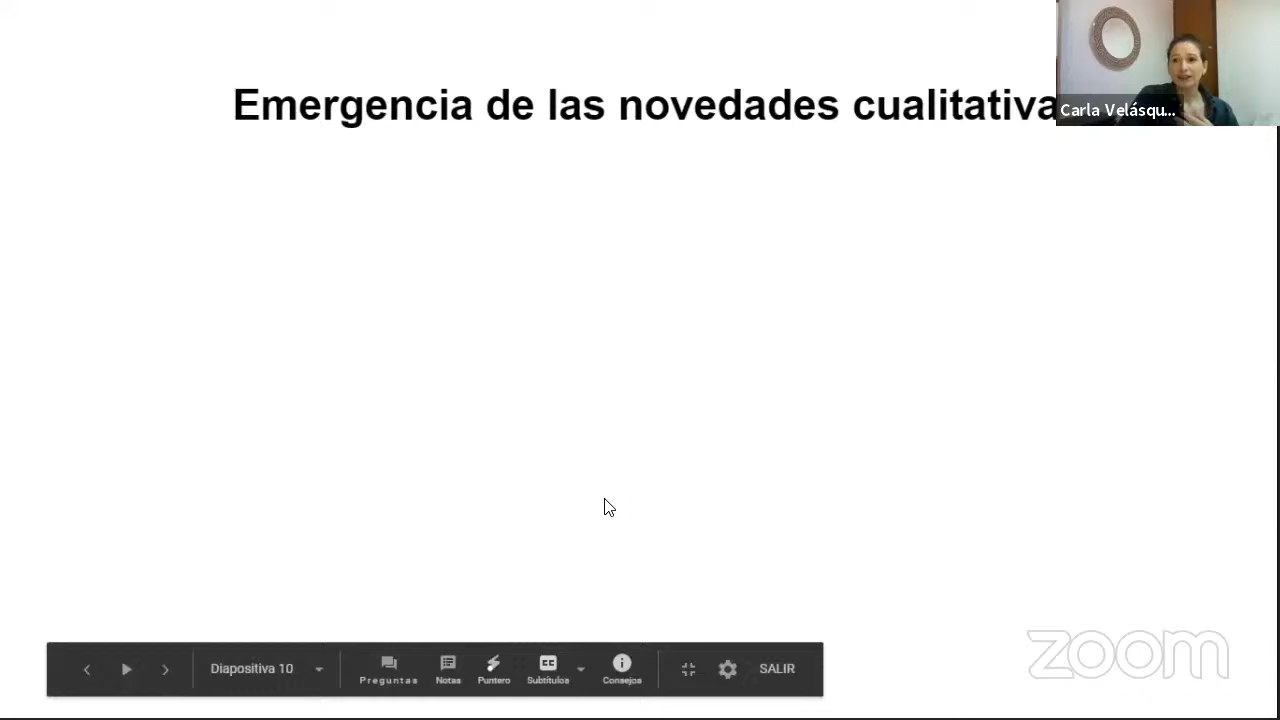 Emergencia de las novedades cualitativa
Carla Velásqu...
Diapositiva 10
Preguntas
Notas
Puntero
Subtítulos
Consejos
SALIR
zoom